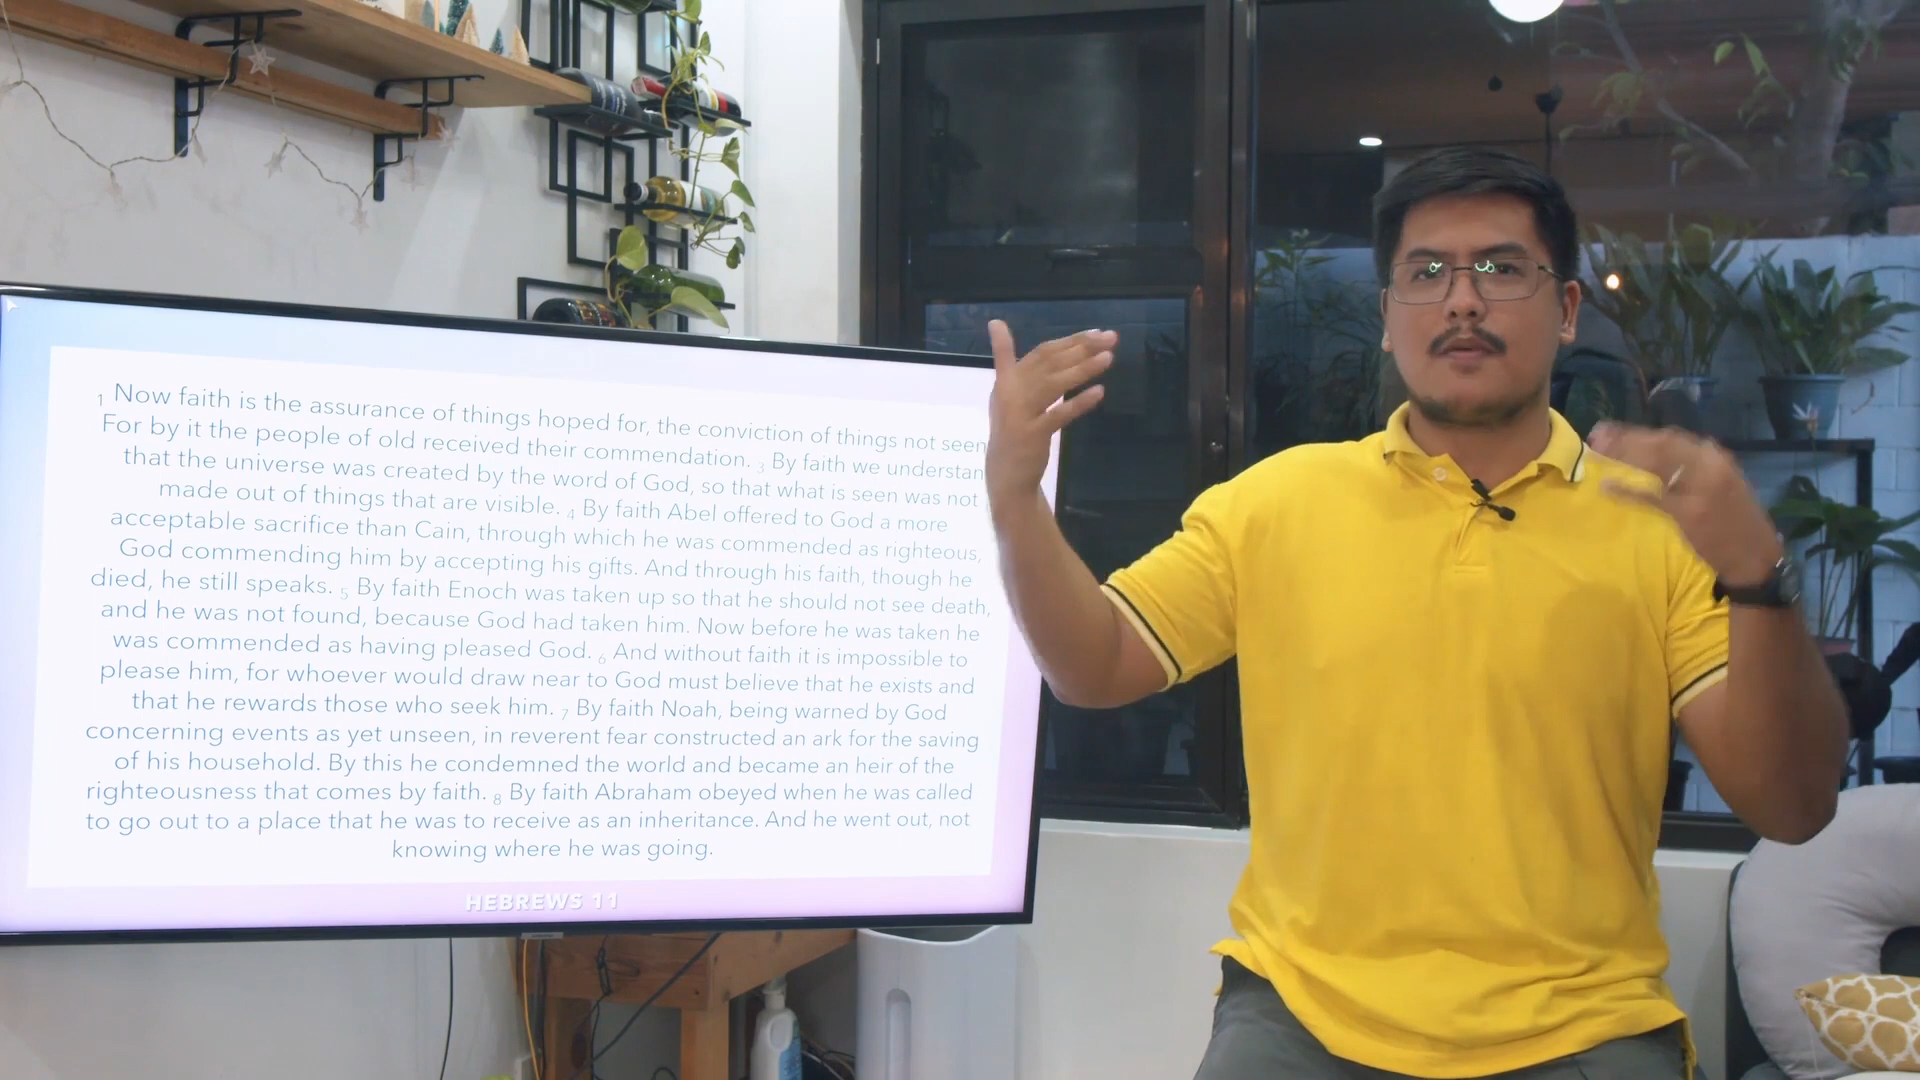 1 Now faith is the assurance of things hoped for, the conviction of things not seen
For by it the people of old received their commendation. 3 By faith we understan
that the universe was created by the word of God, so that what is seen was not
made out of things that are visible. 4 By faith Abel offered to God a more
acceptable sacrifice than Cain, through which he was commended as righteous,
God commending him by accepting his gifts. And through his faith, though he
died, he still speaks. 5 By faith Enoch was taken up so that he should not see death,
and he was not found, because God had taken him. Now before he was taken he
was commended as having pleased God. 6 And without faith it is impossible to
please him, for whoever would draw near to God must believe that he exists and
that he rewards those who seek him. 7 By faith Noah, being warned by God
concerning events as yet unseen, in reverent fear constructed an ark for the saving
of his household. By this he condemned the world and became an heir of the
righteousness that comes by faith. 8 By faith Abraham obeyed when he was called
to go out to a place that he was to receive as an inheritance. And he went out, not
knowing where he was going.
HEBREWS 11